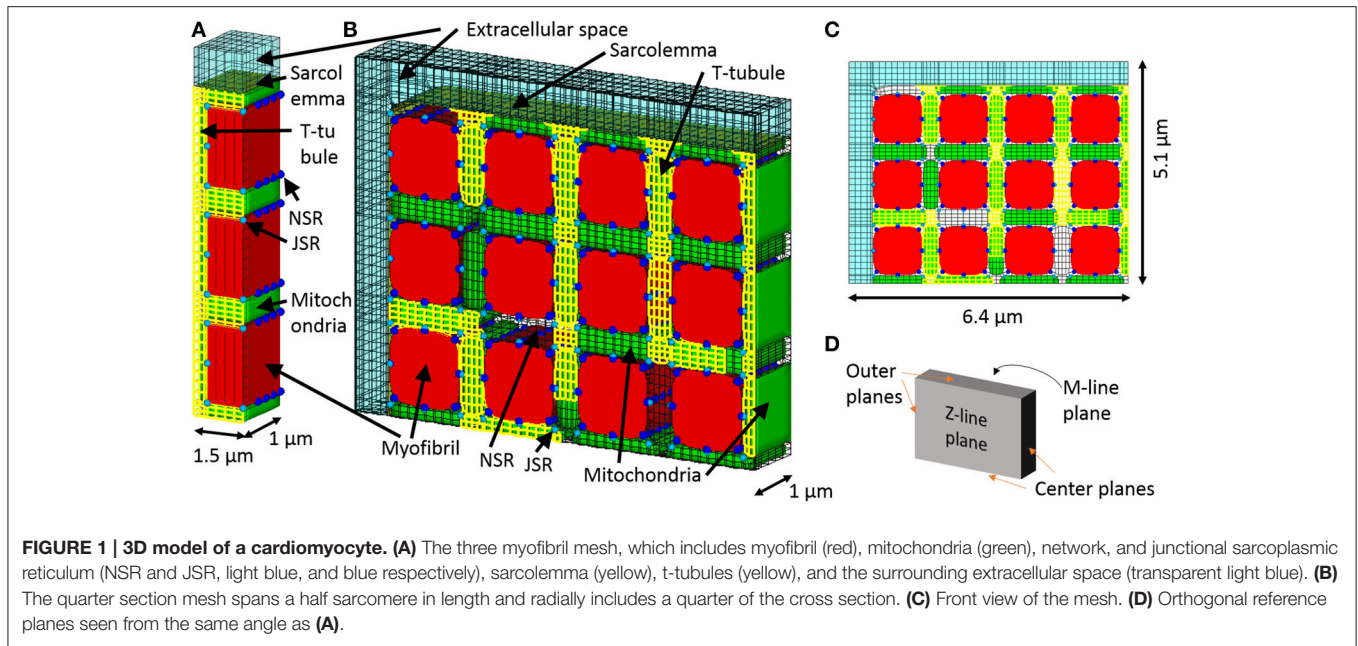 A
Extracellular space
Sarcol
emma
T-tu
bule
NSR
JSR
Mitoch
ondria
1 μm
1.5 μm
B
Sarcolemma
T-tubule
Myofibril
NSR
JSR
Mitochondria
1 μm
C
5.1 μm
6.4 μm
D
Outer
planes
M-line
plane
Z-line
plane
Center planes
FIGURE 1 | 3D model of a cardiomyocyte. (A) The three myofibril mesh, which includes myofibril (red), mitochondria (green), network, and junctional sarcoplasmic
reticulum (NSR and JSR, light blue, and blue respectively), sarcolemma (yellow), t-tubules (yellow), and the surrounding extracellular space (transparent light blue). (B)
The quarter section mesh spans a half sarcomere in length and radially includes a quarter of the cross section. (C) Front view of the mesh. (D) Orthogonal reference
planes seen from the same angle as (A).